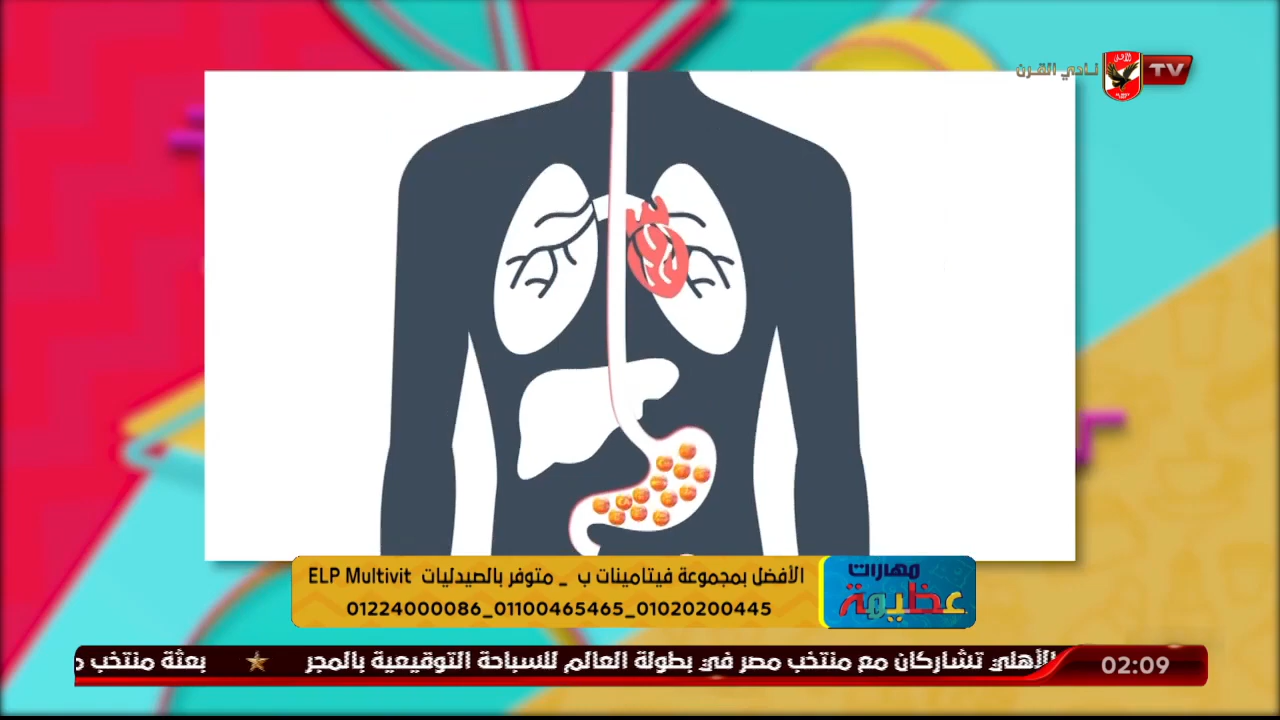 نادي القرن
TV
الأفضل بمجموعة فيتامينات ب _ متوفر بالصيدليات ELP Multivit
01224000086_01100465465_01020200445
مهارات
عظيمة
الأهلي تشاركان مع منتخب مصر في بطولة العالم للسباحة التوقيعية بالمجر
بعثة منتخب
02:09